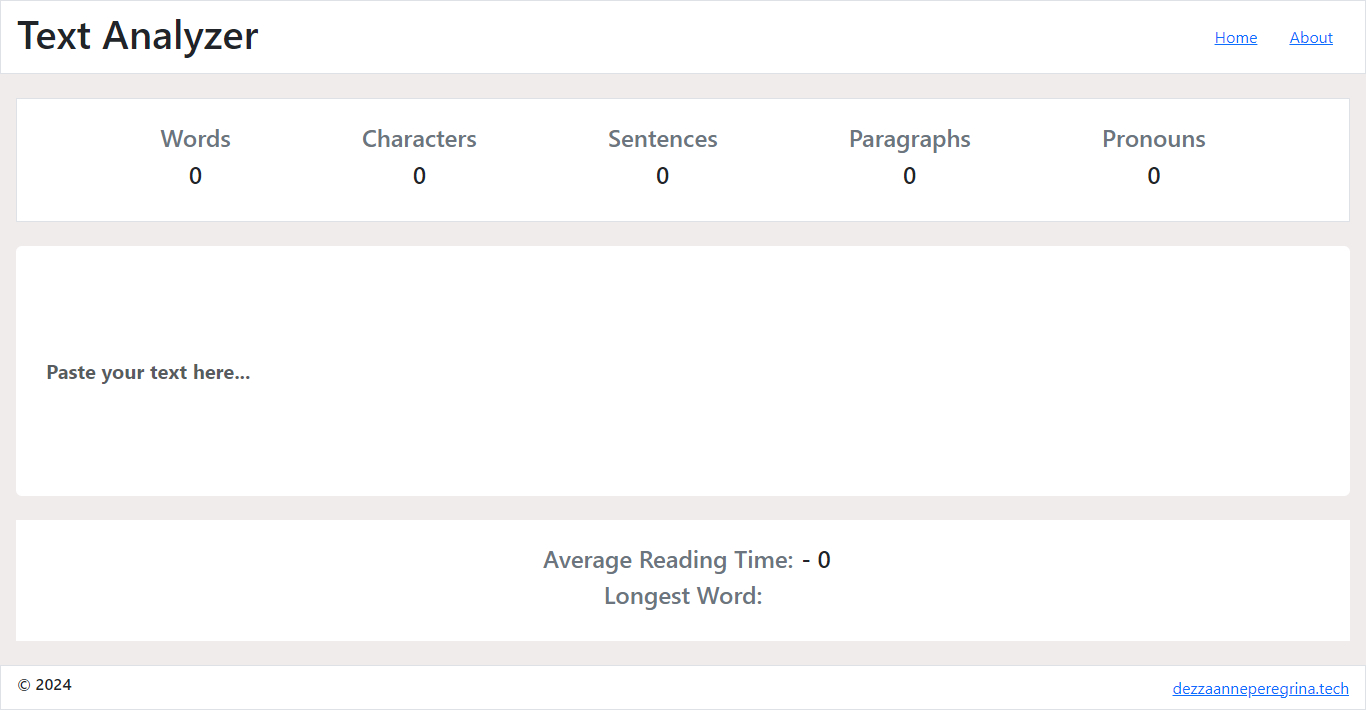 Text Analyzer
Home About
Words Characters Sentences Paragraphs Pronouns
0 0 0 0 0
Paste your text here...
Average Reading Time: - 0
Longest Word:
© 2024
dezzaanneperegrina.tech